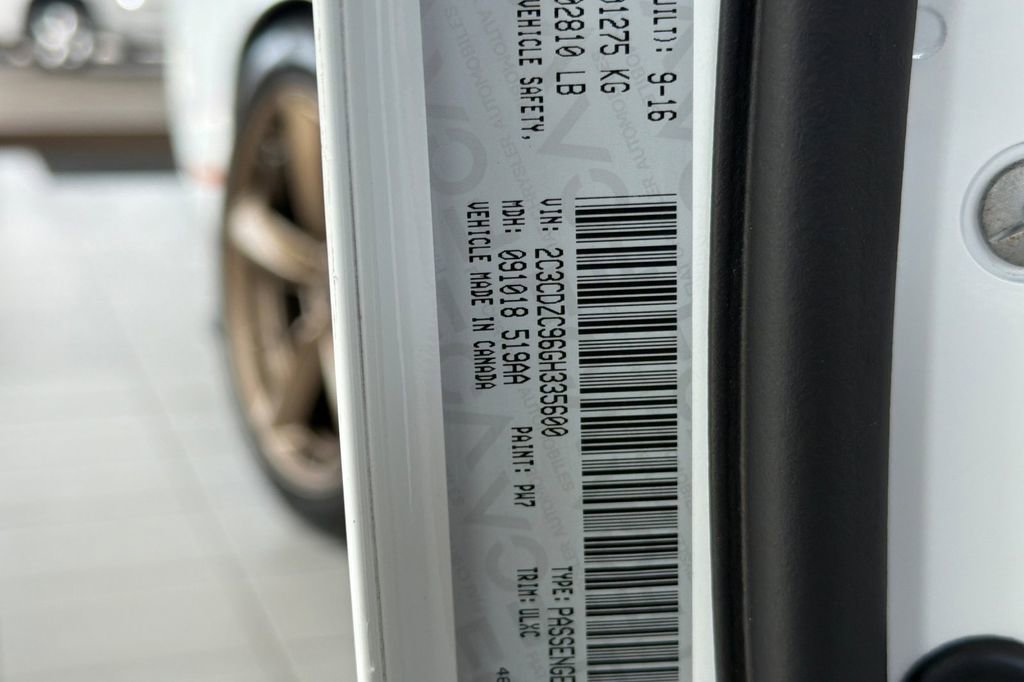 UILT): 9-16
01275 KG
02810 LB
VEHICLE SAFETY,
VIN: 2C3CDZC96GH335600
TYPE: PASSENGE
MDH: 091018 519AA
PAINT: PW7
TRIM: ULXC
VEHICLE MADE IN CANADA